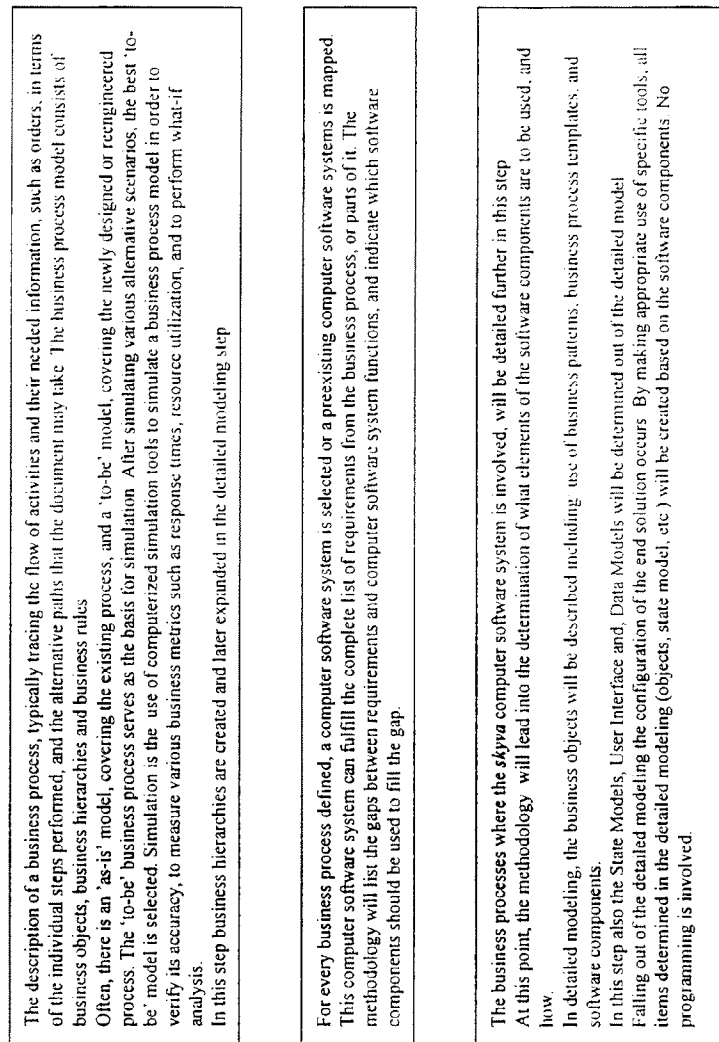 The description of a business process, typically tracing the flow of activities and their needed information, such as orders, in terms
of the individual steps performed, and the alternative paths that the document may take  The business process model consists of
business objects, business hierarchies and business rules
Often, there is an 'as-is' model, covering the existing process, and a 'to-be' model, covering the newly designed or reengineered
process. The 'to-be' business process serves as the basis for simulation  After simulating various alternative scenarios, the best 'to-
be' model is selected. Simulation is the use of computerized simulation tools to simulate a business process model in order to
verify its accuracy, to measure various business metrics such as response times, resource utilization, and to perform what-if
analysis.
In this step business hierarchies are created and later expanded in the detailed modeling step
For every business process defined, a computer software system is selected or a preexisting computer software systems is mapped.
This computer software system can fulfill the complete list of requirements from the business process, or parts of it. The
methodology will list the gaps between requirements and computer software system functions, and indicate which software
components should be used to fill the gap.
The business processes where the skyva computer software system is involved, will be detailed further in this step
At this point, the methodology  will lead into the determination of what elements of the software components are to be used, and
how.
In detailed modeling, the business objects will be described including  use of business patterns, business process templates, and
software components.
In this step also the State Models, User Interface and, Data Models will be determined out of the detailed model
Falling out of the detailed modeling the configuration of the end solution occurs  By making appropriate use of specific tools, all
items determined in the detailed modeling (objects, state model, etc ) will be created based on the software components. No
programming is involved.